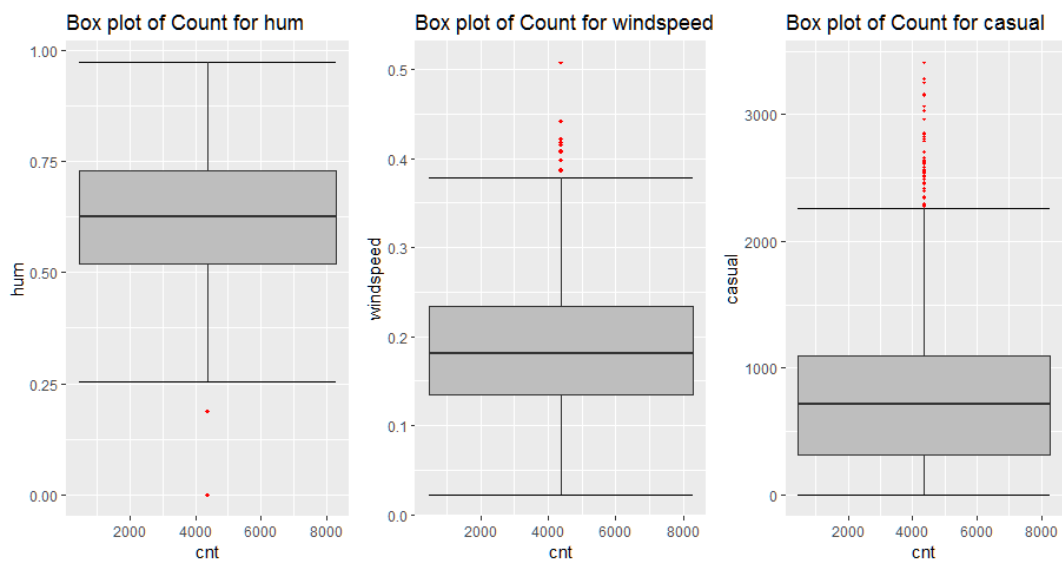 Box plot of Count for hum
1.00
0.75
0.50
0.25
0.00
hum
2000 4000 6000 8000
cnt
Box plot of Count for windspeed
0.5
0.4
0.3
0.2
0.1
0.0
windspeed
2000 4000 6000 8000
cnt
Box plot of Count for casual
3000
2000
1000
0
casual
2000 4000 6000 8000
cnt